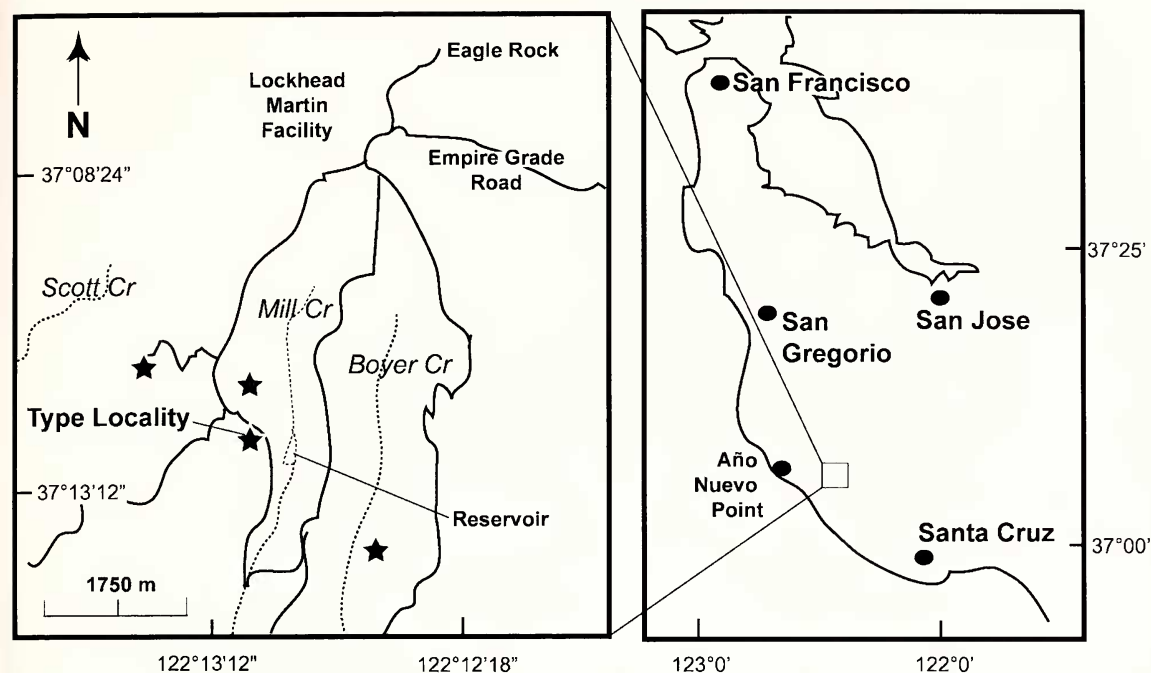 Eagle Rock
Lockhead
Martin
Facility
N
Empire Grade
Road
37°08'24"
Scott Cr
Mill Cr
Boyer Cr
Type Locality
37°13'12"
Reservoir
1750 m
122°13'12"
122°12'18"
San Francisco
37°25'
San
Gregorio
San Jose
Año
Nuevo
Point
Santa Cruz
37°00'
123°0'
122°0'